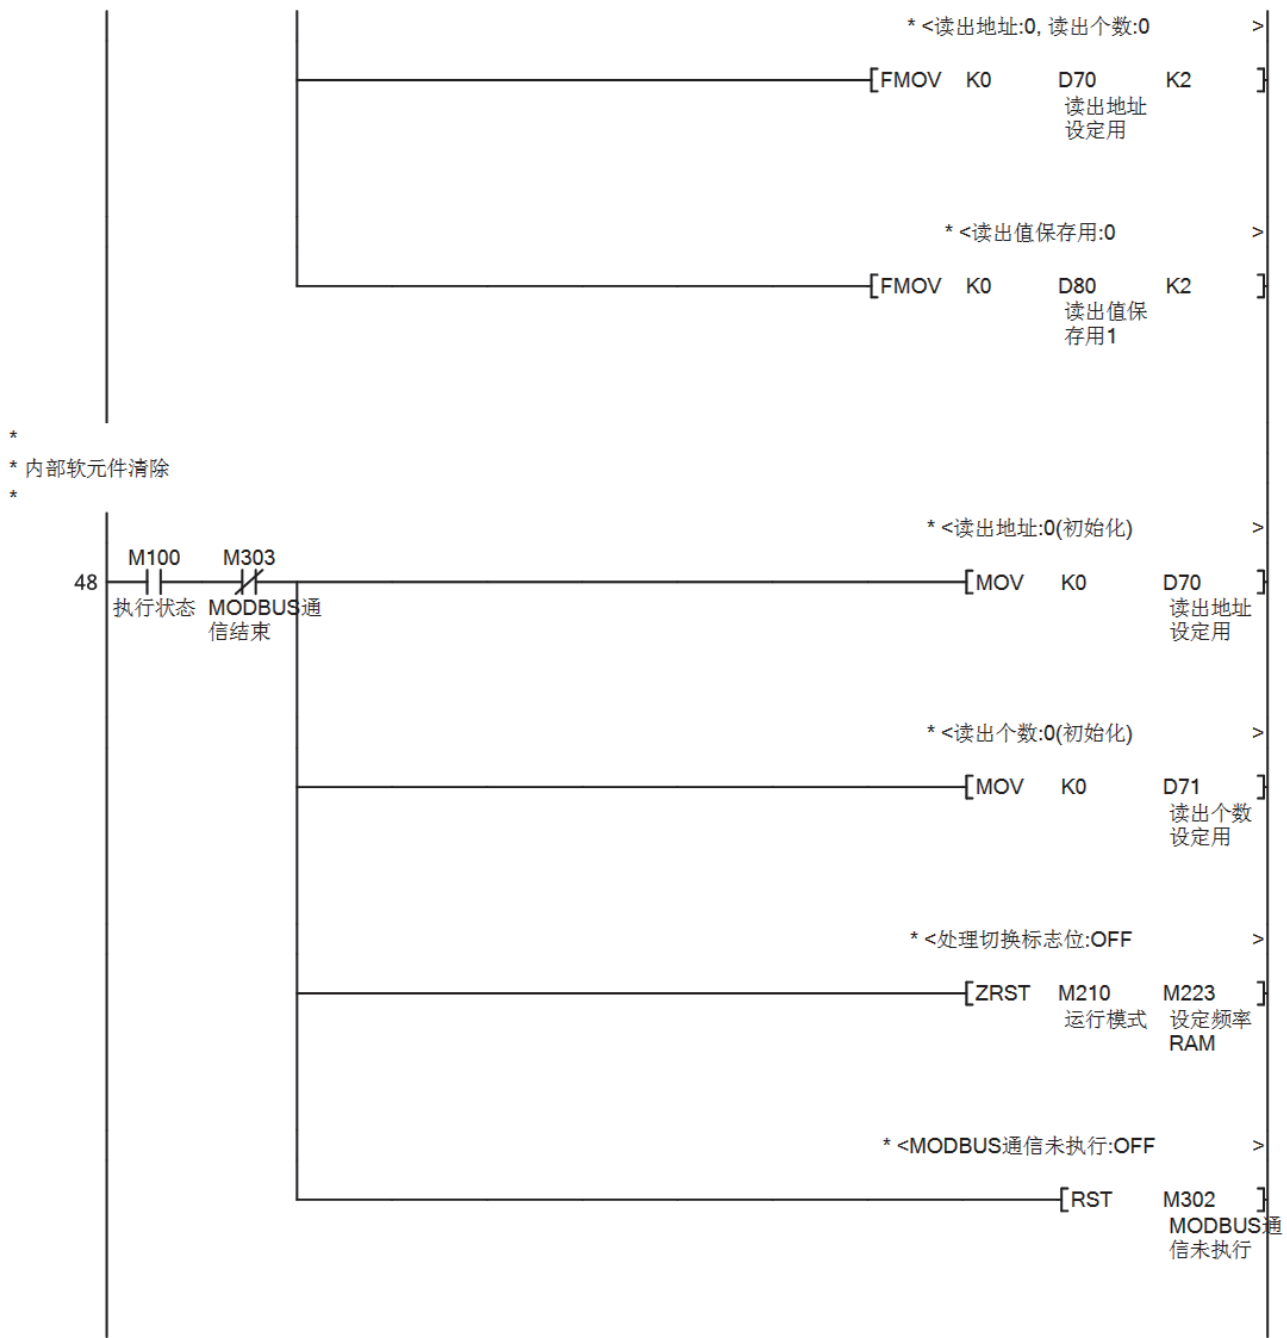 * <读出地址:0, 读出个数:0 >
[FMOV K0 D70 K2 ]
读出地址
设定用
* <读出值保存用:0 >
[FMOV K0 D80 K2 ]
读出值保
存用1
*
* 内部软元件清除
*
* <读出地址:0(初始化) >
M100 M303
48 [MOV K0 D70 ]
执行状态 MODBUS通 读出地址
信结束 设定用
* <读出个数:0(初始化) >
[MOV K0 D71 ]
读出个数
设定用
* <处理切换标志位:OFF >
[ZRST M210 M223 ]
运行模式 设定频率
RAM
* <MODBUS通信未执行:OFF >
[RST M302 ]
MODBUS通
信未执行